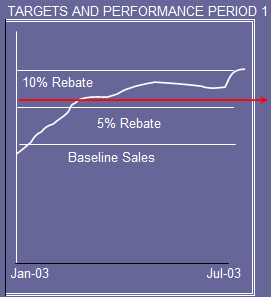 TARGETS AND PERFORMANCE PERIOD 1
10% Rebate
5% Rebate
Baseline Sales
Jan-03 Jul-03